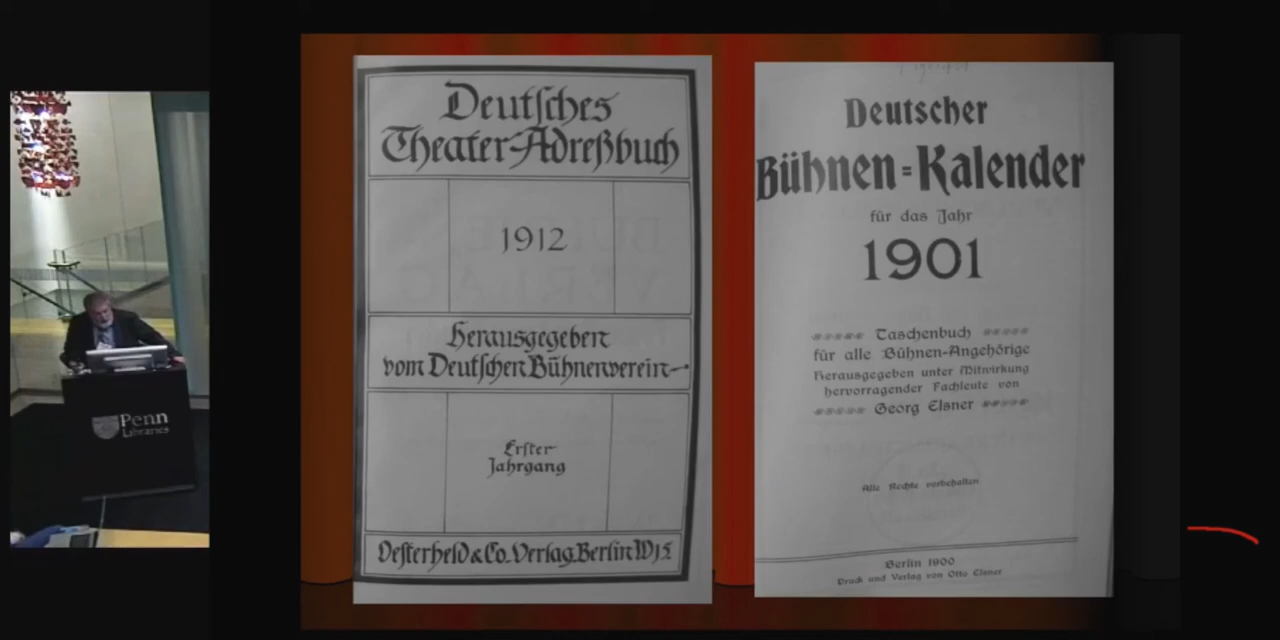 Penn
Libraries
Deutsches
Theater-Adreßbuch
1912
Herausgegeben
vom Deutschen Bühnenverein
Erster
Jahrgang
Oesterheld & Co. Verlag. Berlin W 15
Deutscher
Bühnen=Kalender
für das Jahr
1901
Taschenbuch
für alle Bühnen-Angehörige
Herausgegeben unter Mitwirkung
hervorragender Fachleute von
Georg Elsner
Alle Rechte vorbehalten
Berlin 1900
Druck und Verlag von Otto Elsner